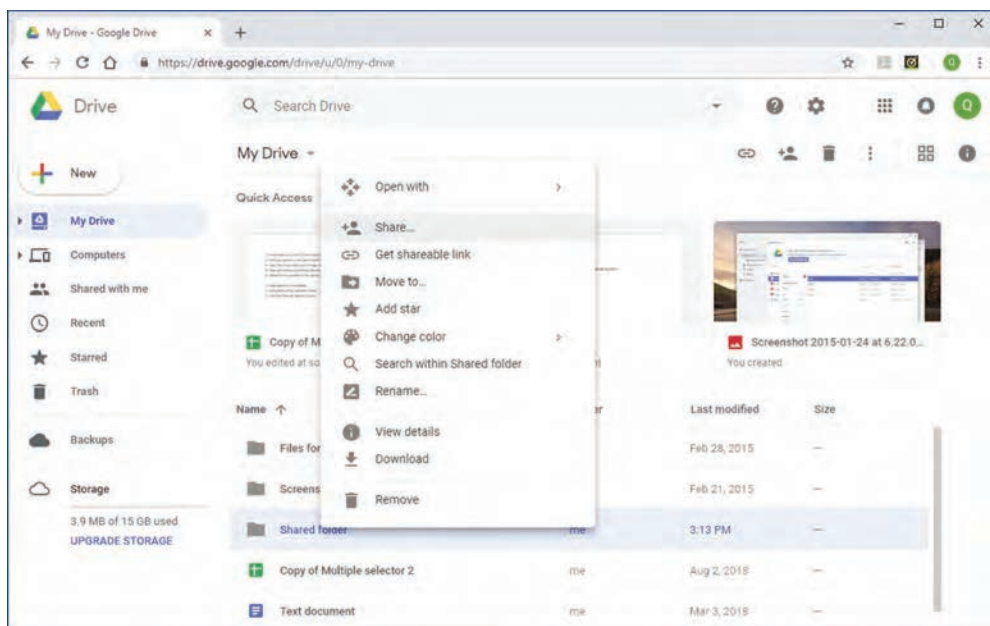 My Drive - Google Drive
https://drive.google.com/drive/u/0/my-drive
Drive
Search Drive
Q
My Drive
New
Quick Access
My Drive
Computers
Shared with me
Recent
Starred
Trash
Backups
Storage
3.9 MB of 15 GB used
UPGRADE STORAGE
Open with
Share...
Get shareable link
Move to...
Add star
Change color
Search within Shared folder
Rename...
View details
Download
Remove
Copy of M
You edited at so
Screenshot 2015-01-24 at 6.22.0...
You created
Name Last modified Size
Files for Feb 28, 2015 —
Screens Feb 21, 2015 —
Shared folder me 3:13 PM —
Copy of Multiple selector 2 me Aug 2, 2018 —
Text document me Mar 3, 2018 —